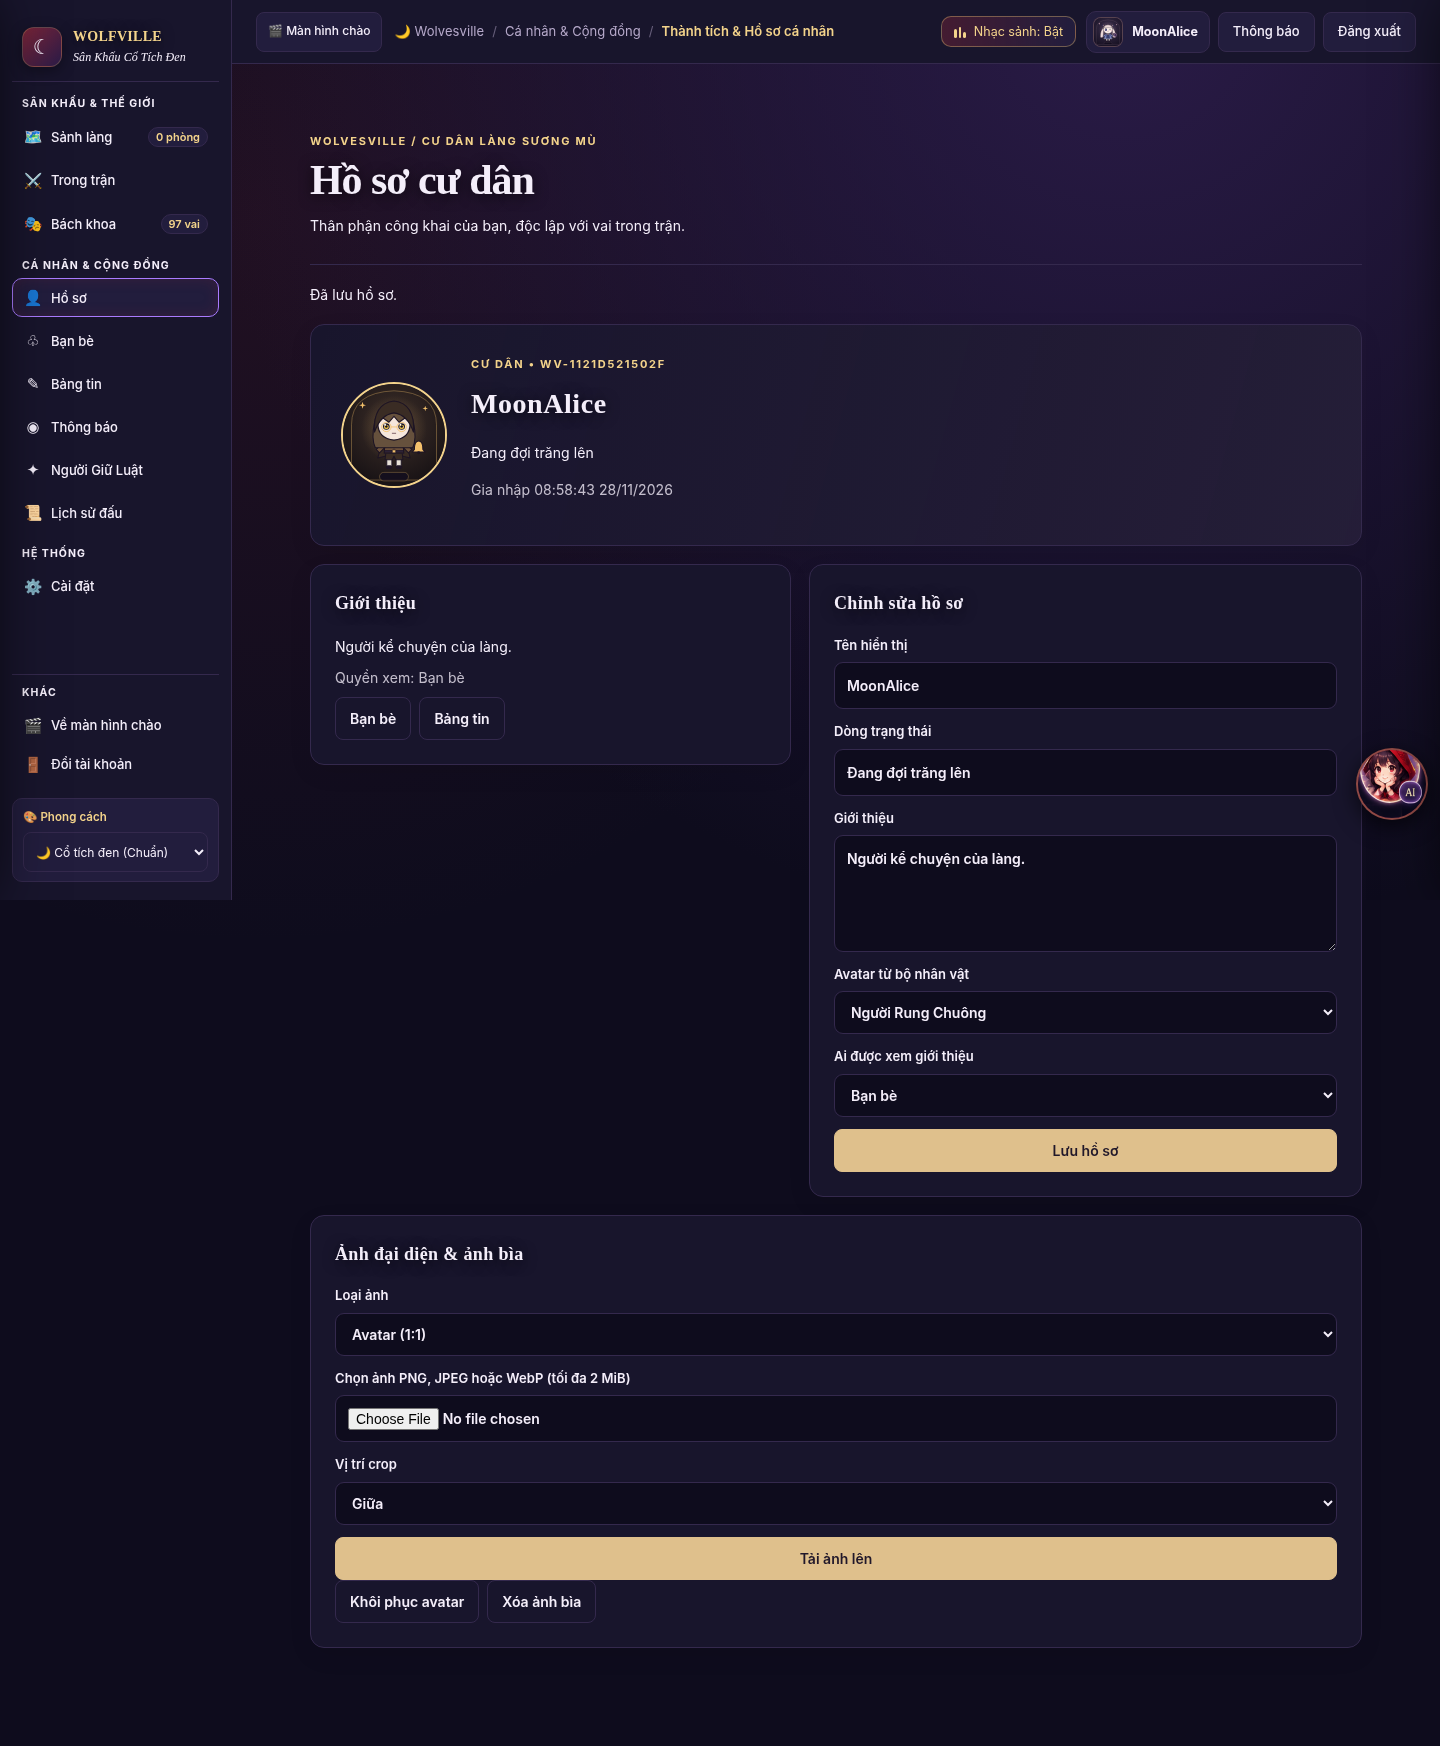 WOLFVILLE
Sân Khấu Cổ Tích Đen
SÂN KHẤU & THẾ GIỚI
Sảnh làng
0 phòng
Trong trận
Bách khoa
97 vai
CÁ NHÂN & CỘNG ĐỒNG
Hồ sơ
Bạn bè
Bảng tin
Thông báo
Người Giữ Luật
Lịch sử đấu
HỆ THỐNG
Cài đặt
KHÁC
Về màn hình chào
Đổi tài khoản
Phong cách
Cổ tích đen (Chuẩn)
Màn hình chào
Wolvesville / Cá nhân & Cộng đồng / Thành tích & Hồ sơ cá nhân
Nhạc sảnh: Bật
MoonAlice
Thông báo
Đăng xuất
WOLVESVILLE / CƯ DÂN LÀNG SƯƠNG MÙ
Hồ sơ cư dân
Thân phận công khai của bạn, độc lập với vai trong trận.
Đã lưu hồ sơ.
CƯ DÂN • WV-1121D521502F
MoonAlice
Đang đợi trăng lên
Gia nhập 08:58:43 28/11/2026
Giới thiệu
Người kể chuyện của làng.
Quyền xem: Bạn bè
Bạn bè
Bảng tin
Chỉnh sửa hồ sơ
Tên hiển thị
MoonAlice
Dòng trạng thái
Đang đợi trăng lên
Giới thiệu
Người kể chuyện của làng.
Avatar từ bộ nhân vật
Người Rung Chuông
Ai được xem giới thiệu
Bạn bè
Lưu hồ sơ
AI
Ảnh đại diện & ảnh bìa
Loại ảnh
Avatar (1:1)
Chọn ảnh PNG, JPEG hoặc WebP (tối đa 2 MiB)
Choose File No file chosen
Vị trí crop
Giữa
Tải ảnh lên
Khôi phục avatar
Xóa ảnh bìa